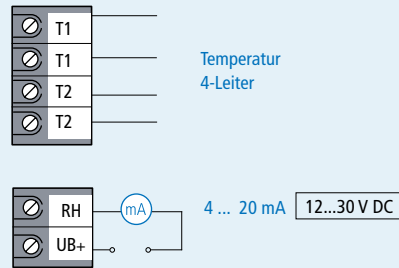 T1
T1
T2
T2
Temperatur
4-Leiter
RH
mA
4 ... 20 mA
12...30 V DC
UB+